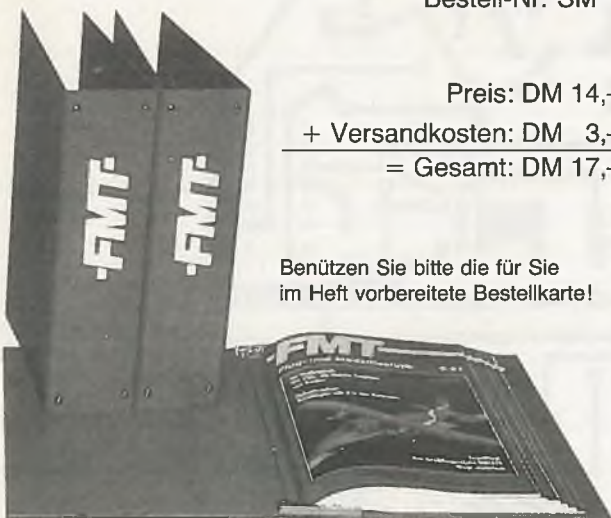 Bestell-Nr. SM
Preis: DM 14,-
+ Versandkosten: DM 3,-
= Gesamt: DM 17,-
Benützen Sie bitte die für Sie
im Heft vorbereitete Bestellkarte!
FMT
FMT
FMT